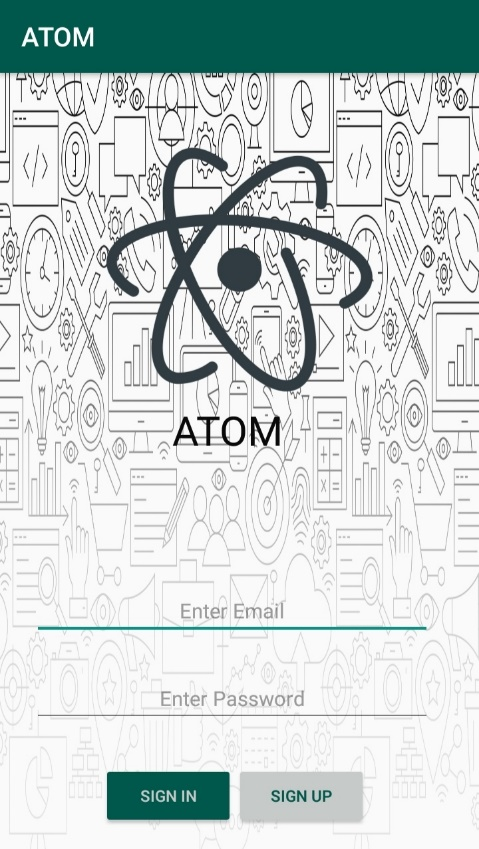 ATOM
ATOM
Enter Email
Enter Password
SIGN IN
SIGN UP